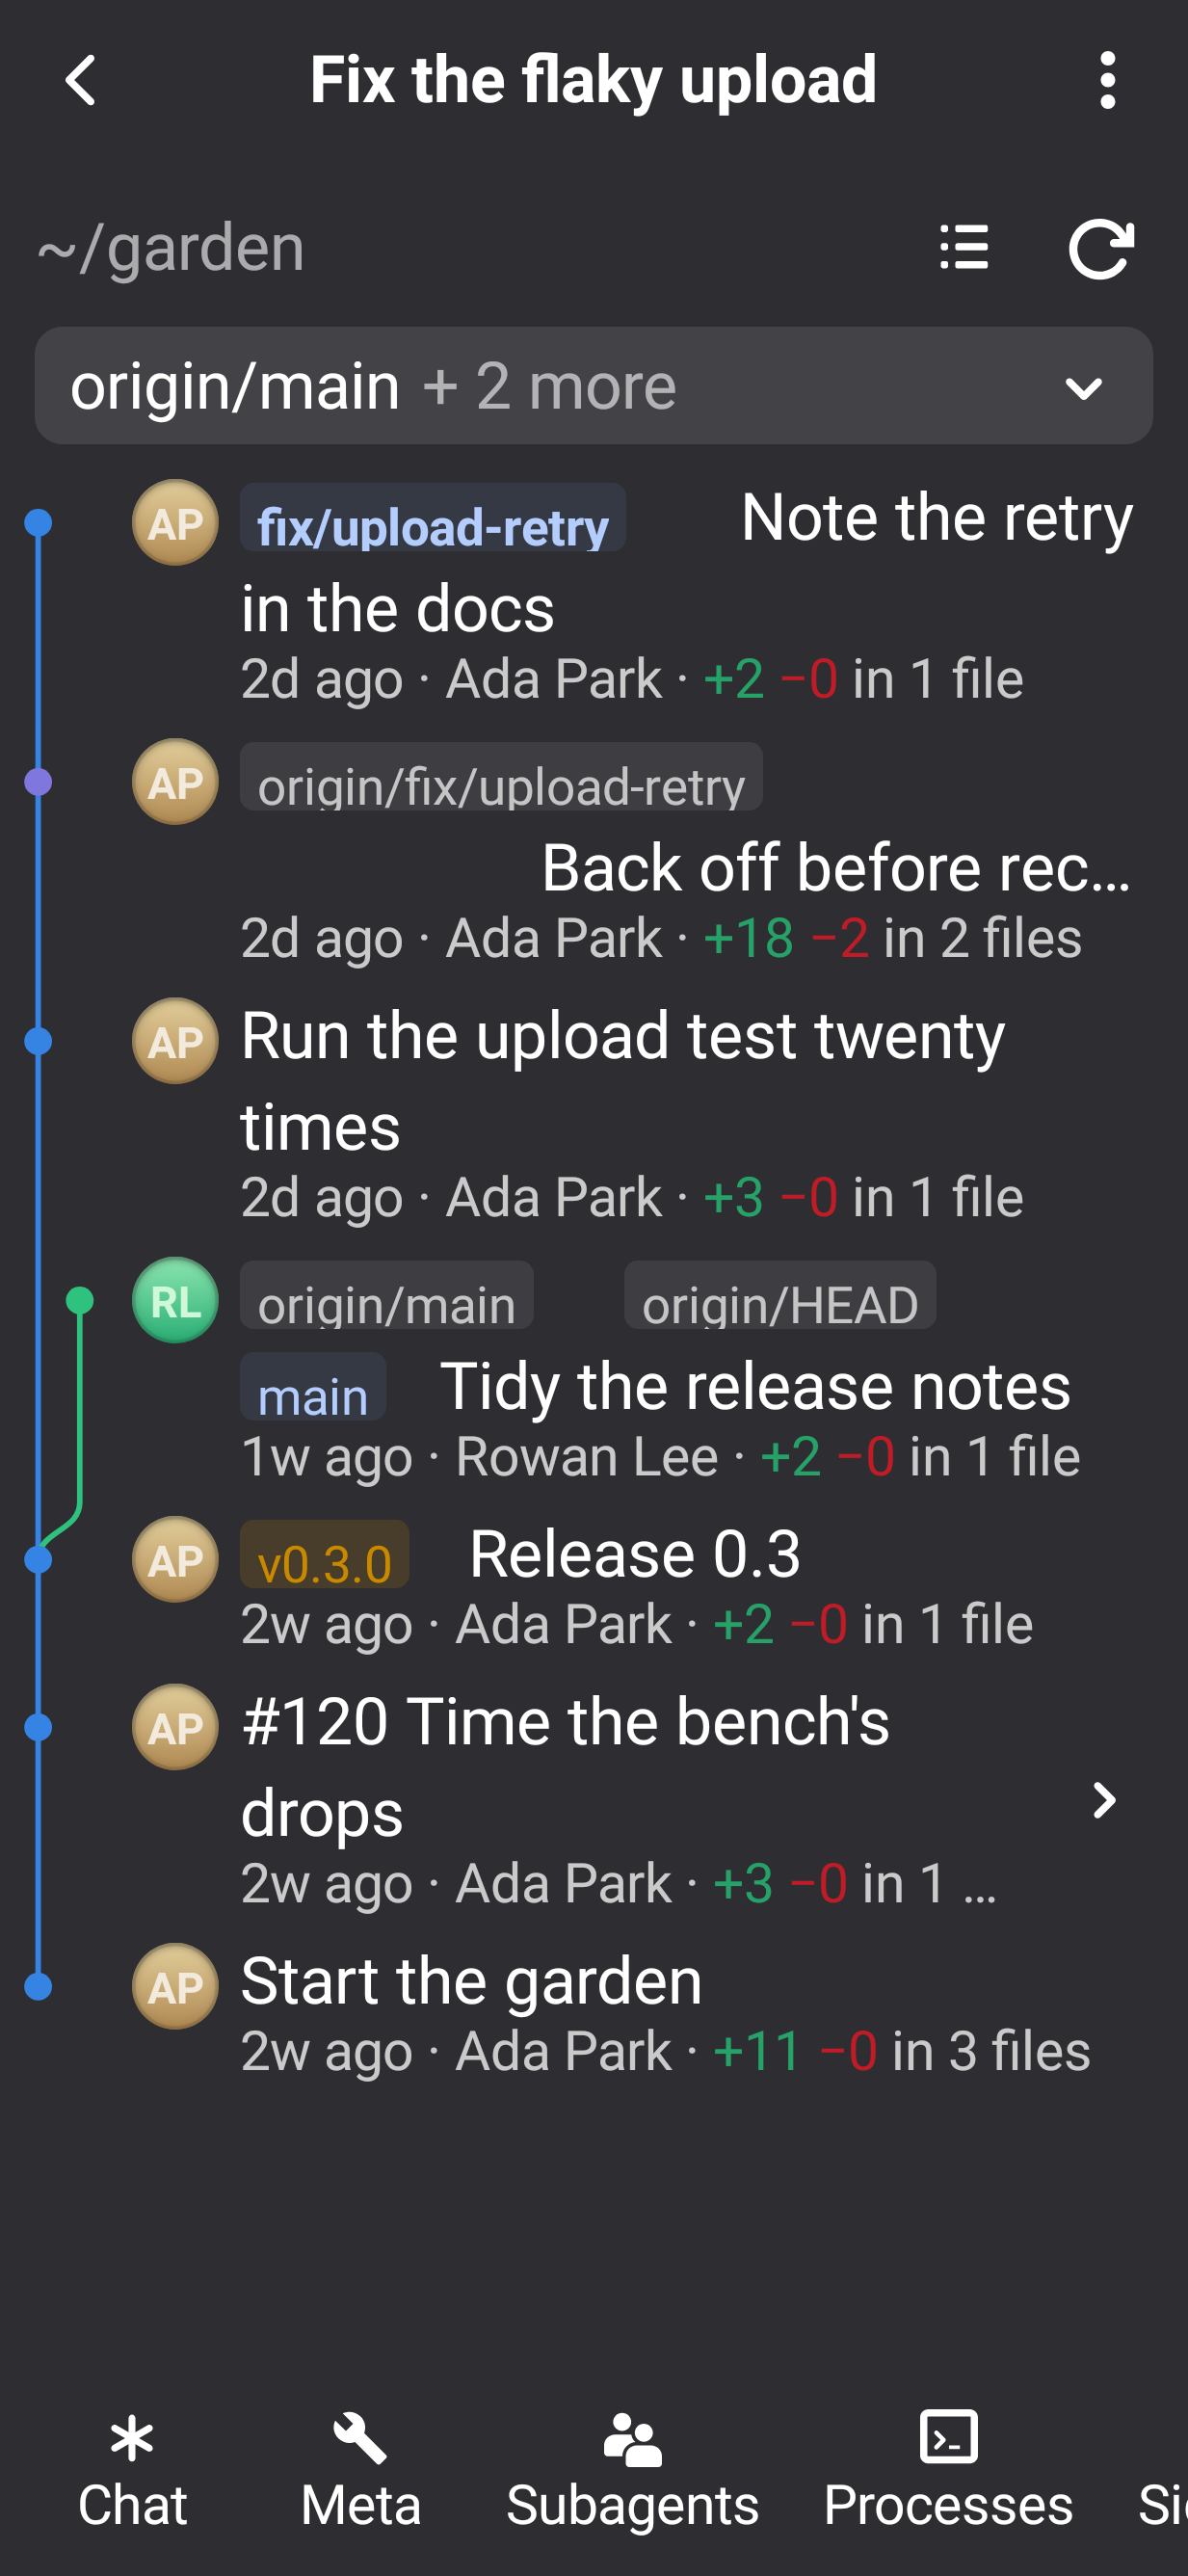 Fix the flaky upload
~/garden
origin/main + 2 more
AP fix/upload-retry Note the retry
in the docs
2d ago · Ada Park · +2 −0 in 1 file
AP origin/fix/upload-retry
Back off before rec…
2d ago · Ada Park · +18 −2 in 2 files
AP Run the upload test twenty
times
2d ago · Ada Park · +3 −0 in 1 file
RL origin/main origin/HEAD
main Tidy the release notes
1w ago · Rowan Lee · +2 −0 in 1 file
AP v0.3.0 Release 0.3
2w ago · Ada Park · +2 −0 in 1 file
AP #120 Time the bench's
drops
2w ago · Ada Park · +3 −0 in 1 …
AP Start the garden
2w ago · Ada Park · +11 −0 in 3 files
Chat Meta Subagents Processes